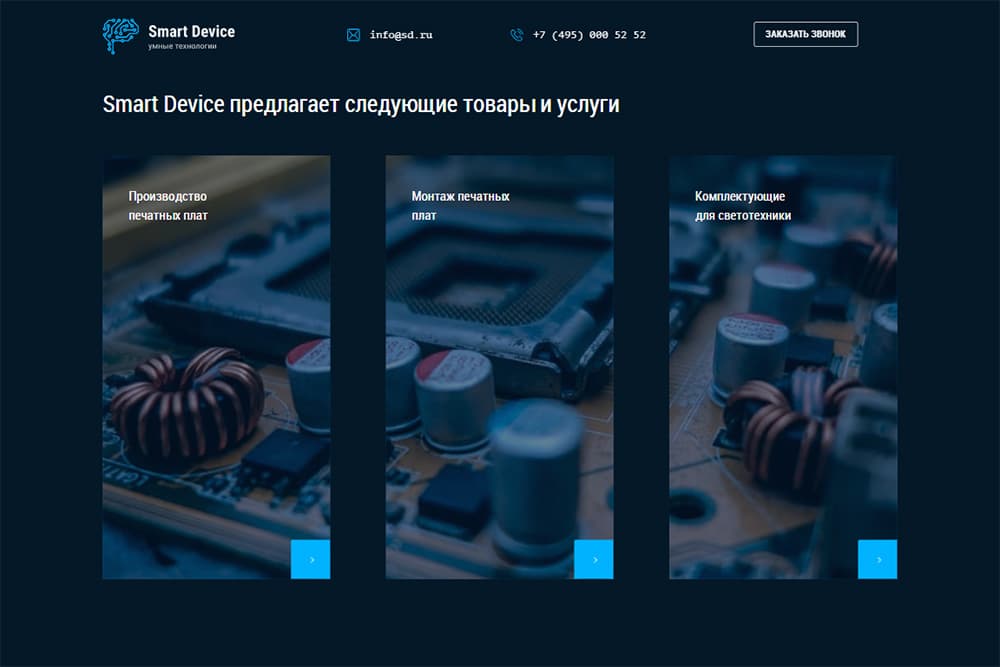 Smart Device
умные технологии
info@sd.ru
+7 (495) 000 52 52
ЗАКАЗАТЬ ЗВОНОК
Smart Device предлагает следующие товары и услуги
Производство
печатных плат
Монтаж печатных
плат
Комплектующие
для светотехники